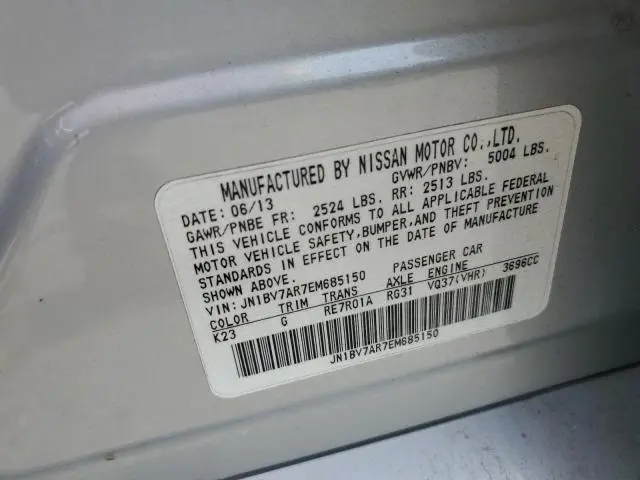 MANUFACTURED BY NISSAN MOTOR CO.,LTD.
DATE: 06/13 GVWR/PNBV: 5004 LBS.
GAWR/PNBE FR: 2524 LBS. RR: 2513 LBS.
THIS VEHICLE CONFORMS TO ALL APPLICABLE FEDERAL
MOTOR VEHICLE SAFETY,BUMPER,AND THEFT PREVENTION
STANDARDS IN EFFECT ON THE DATE OF MANUFACTURE
SHOWN ABOVE.
VIN: JN1BV7AR7EM685150 PASSENGER CAR
COLOR TRIM TRANS AXLE ENGINE
K23 G RE7R01A RG31 VQ37(VHR) 3696CC
JN1BV7AR7EM685150